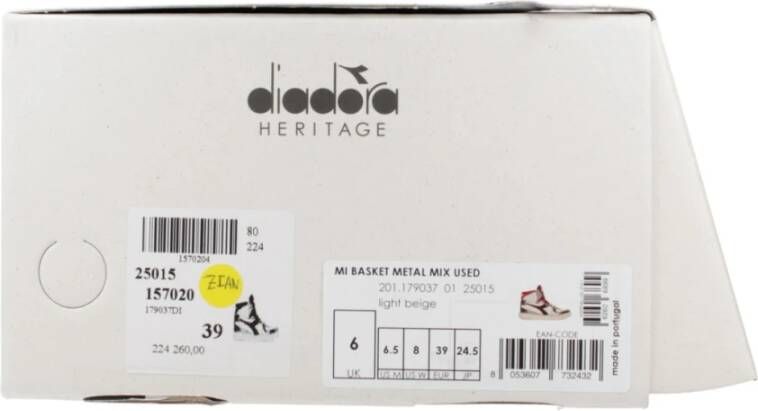 diadora
HERITAGE
80
224
1570204
25015
157020
179037DI
ZIAN
39
224 260,00
MI BASKET METAL MIX USED
201.179037 01 25015
light beige
6
UK
6.5
US M
8
US W
39
EUR
24.5
JP
EAN-CODE
8 053607 732432
made in portugal